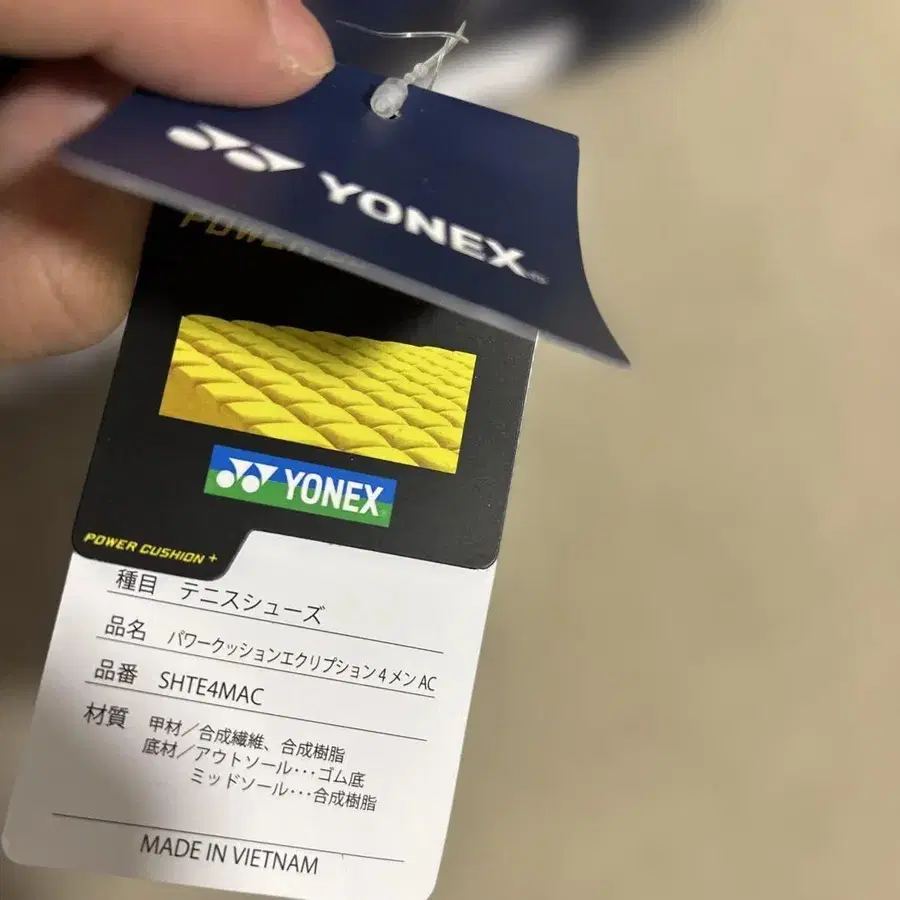 YONEX
POWER
YONEX
POWER CUSHION +
種目 テニスシューズ
品名 パワークッションエクリプション4メンAC
品番 SHTE4MAC
材質 甲材/合成繊維、合成樹脂
底材/アウトソール･･･ゴム底
ミッドソール･･･合成樹脂
MADE IN VIETNAM